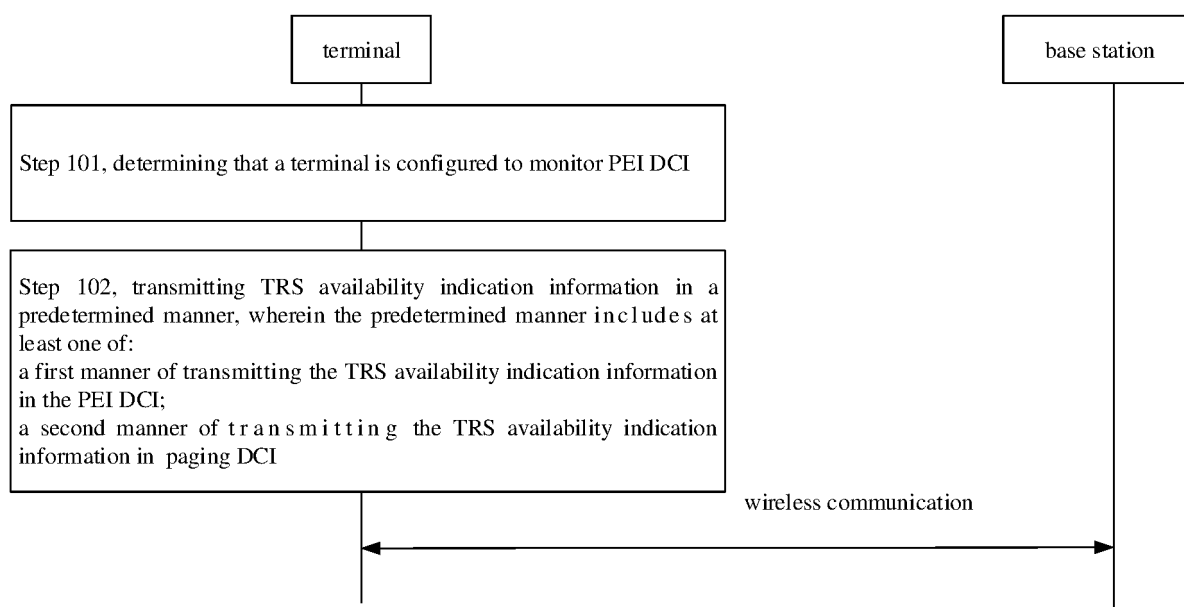 terminal
base station
Step 101, determining that a terminal is configured to monitor PEI DCI
Step 102, transmitting TRS availability indication information in a
predetermined manner, wherein the predetermined manner includes at
least one of:
a first manner of transmitting the TRS availability indication information
in the PEI DCI;
a second manner of transmitting the TRS availability indication
information in paging DCI
wireless communication